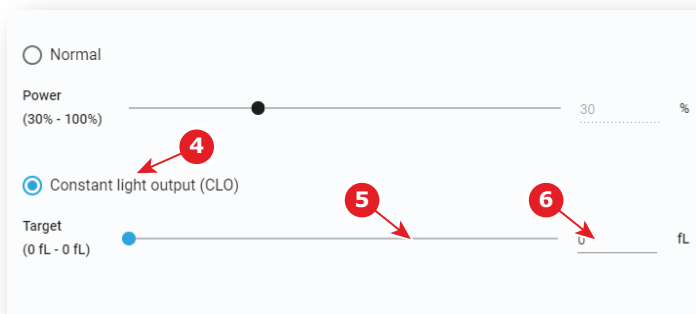 Normal
Power
(30% - 100%)
30
%
4
Constant light output (CLO)
5
6
Target
(0 fL - 0 fL)
0
fL